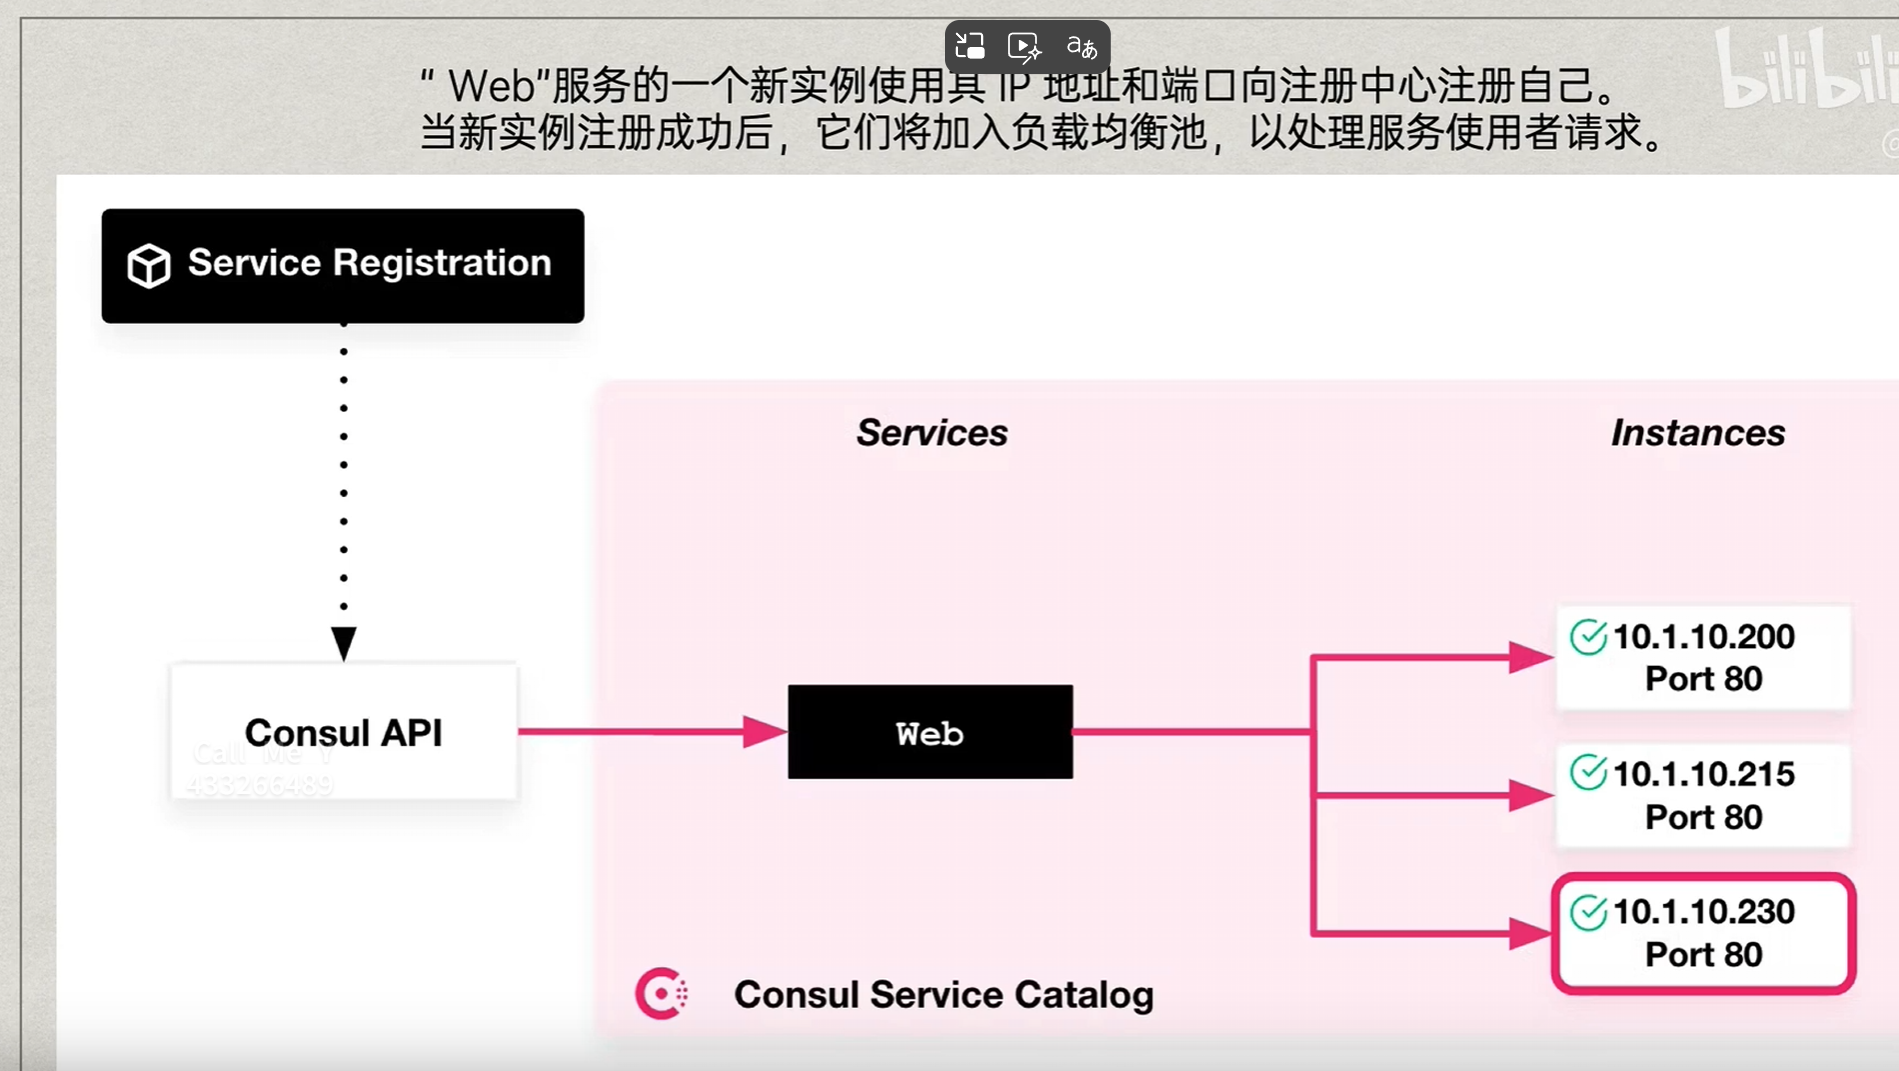 “ Web”服务的一个新实例使用其 IP 地址和端口向注册中心注册自己。
当新实例注册成功后，它们将加入负载均衡池，以处理服务使用者请求。
bilibili
Service Registration
Services
Instances
Consul API
Call Me Y
433266489
Web
10.1.10.200
Port 80
10.1.10.215
Port 80
10.1.10.230
Port 80
Consul Service Catalog